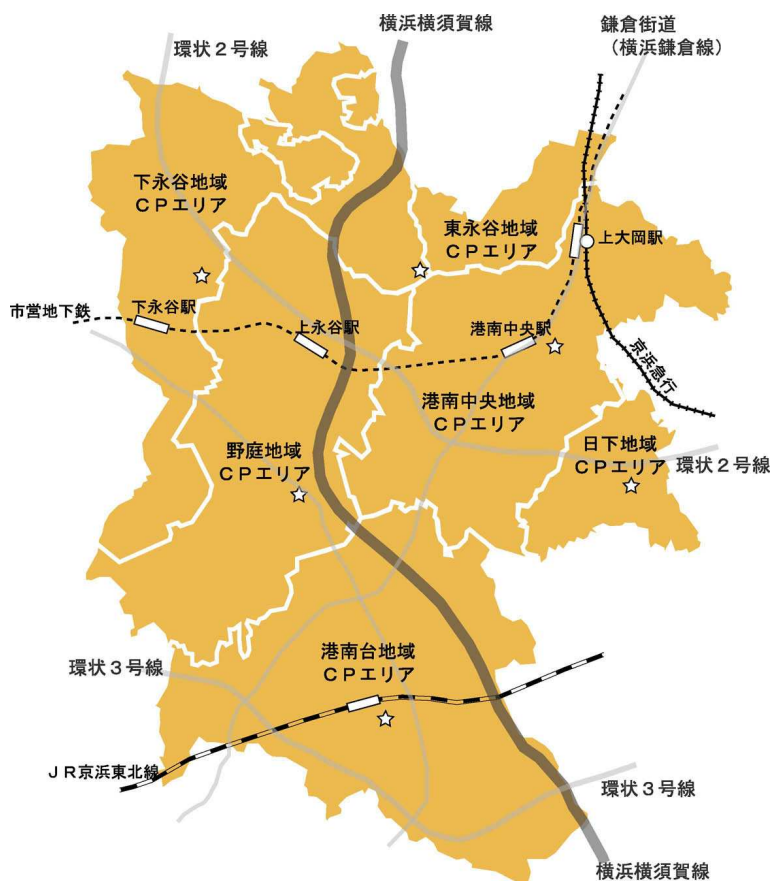 横浜横須賀線
鎌倉街道
（横浜鎌倉線）
環状２号線
下永谷地域
ＣＰエリア
東永谷地域
ＣＰエリア
上大岡駅
市営地下鉄
下永谷駅
上永谷駅
港南中央駅
京浜急行
港南中央地域
ＣＰエリア
野庭地域
ＣＰエリア
日下地域
ＣＰエリア
環状２号線
港南台地域
ＣＰエリア
環状３号線
ＪＲ京浜東北線
環状３号線
横浜横須賀線